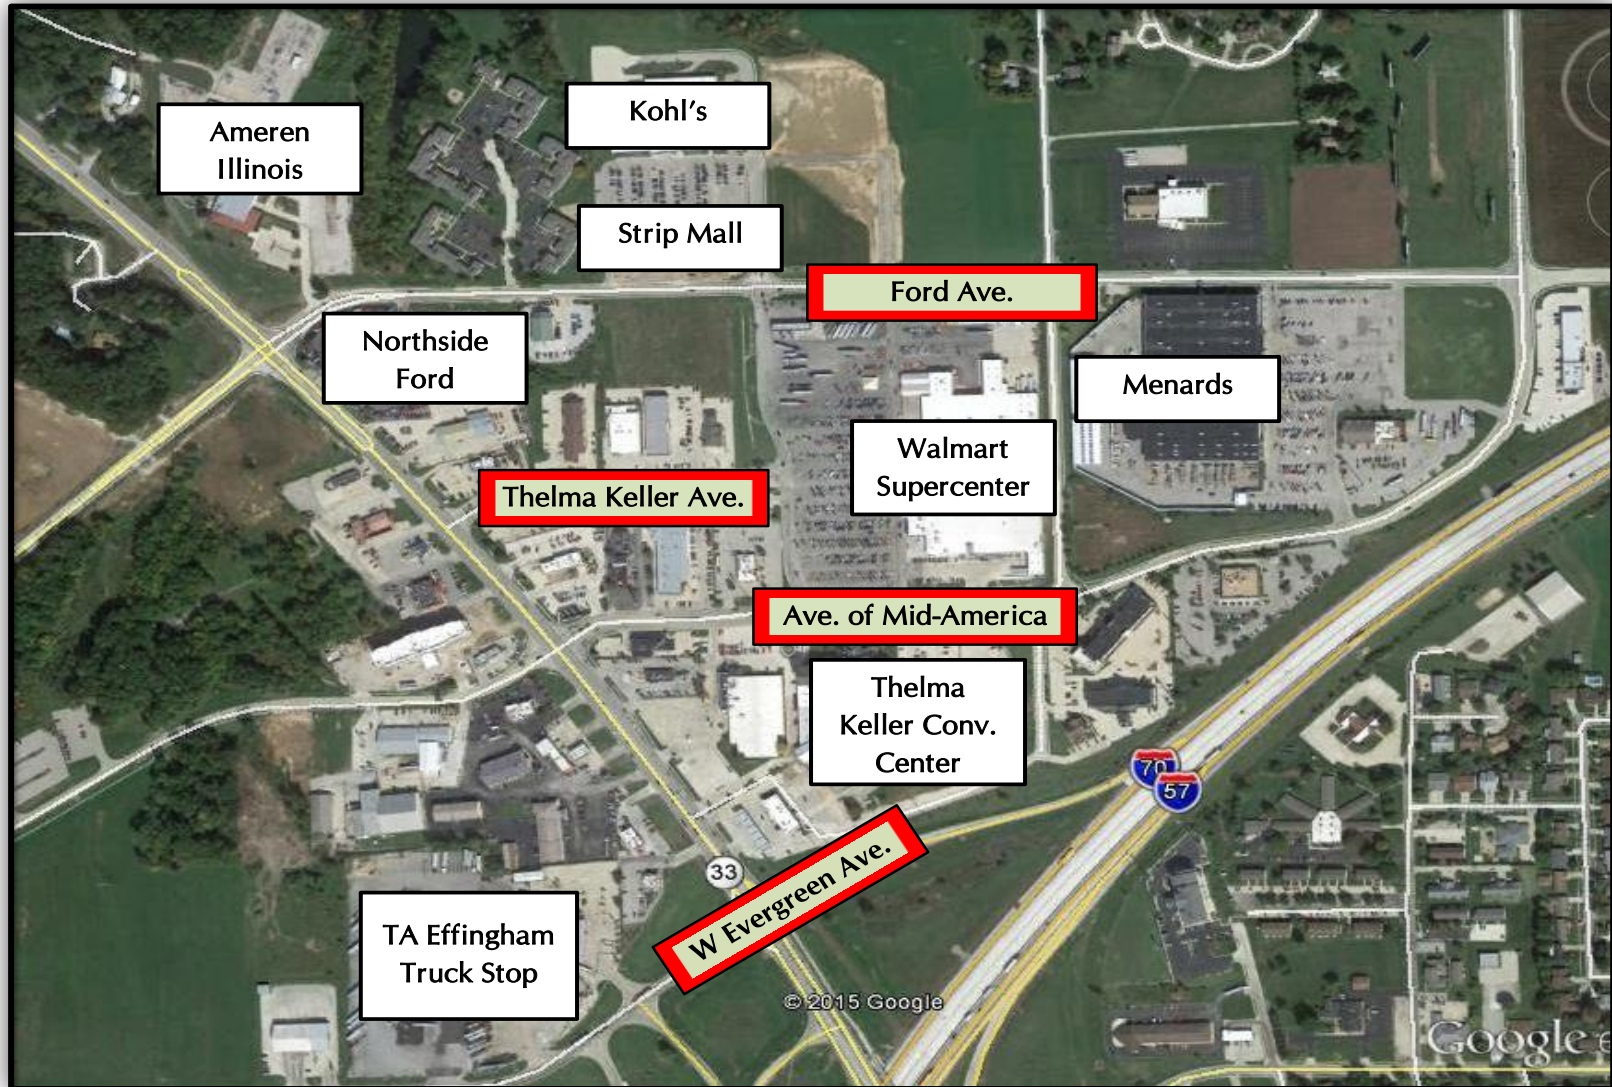 Kohl's
Ameren
Illinois
Strip Mall
Ford Ave.
Northside
Ford
Menards
Walmart
Supercenter
Thelma Keller Ave.
Ave. of Mid-America
Thelma
Keller Conv.
Center
70
57
33
W Evergreen Ave.
TA Effingham
Truck Stop
© 2015 Google
Google